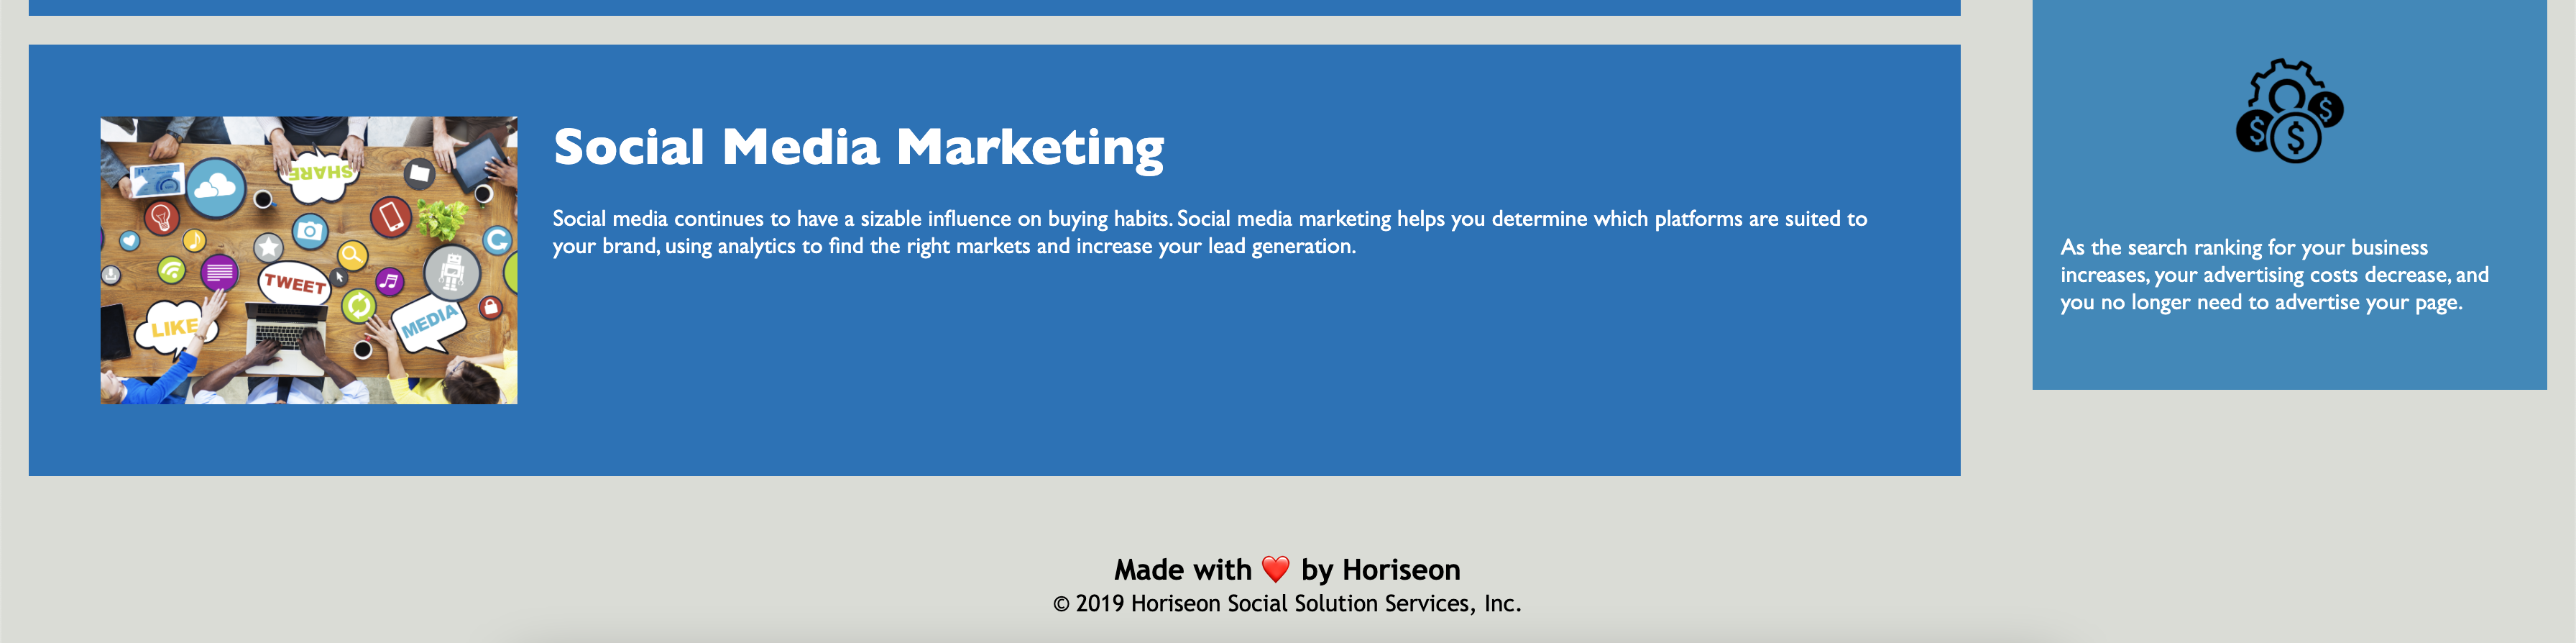 Social Media Marketing
Social media continues to have a sizable influence on buying habits. Social media marketing helps you determine which platforms are suited to
your brand, using analytics to find the right markets and increase your lead generation.
SHARE
TWEET
LIKE
MEDIA
$
$
$
As the search ranking for your business
increases, your advertising costs decrease, and
you no longer need to advertise your page.
Made with ❤️ by Horiseon
© 2019 Horiseon Social Solution Services, Inc.